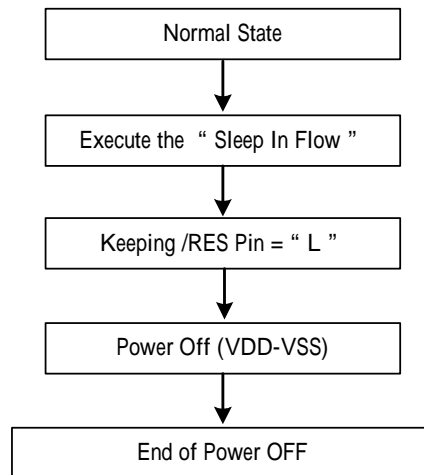 Normal State
Execute the “ Sleep In Flow ”
Keeping /RES Pin = “ L ”
Power Off (VDD-VSS)
End of Power OFF